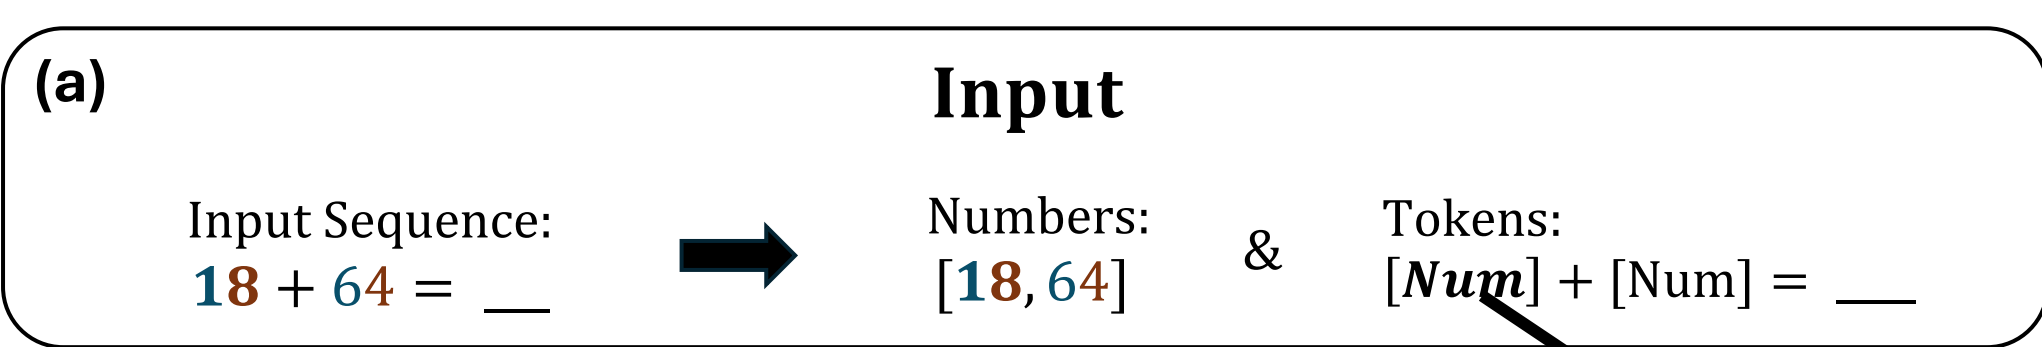 (a)
Input
Input Sequence:
18 + 64 = __
Numbers:
[18, 64]
&
Tokens:
[Num] + [Num] = __